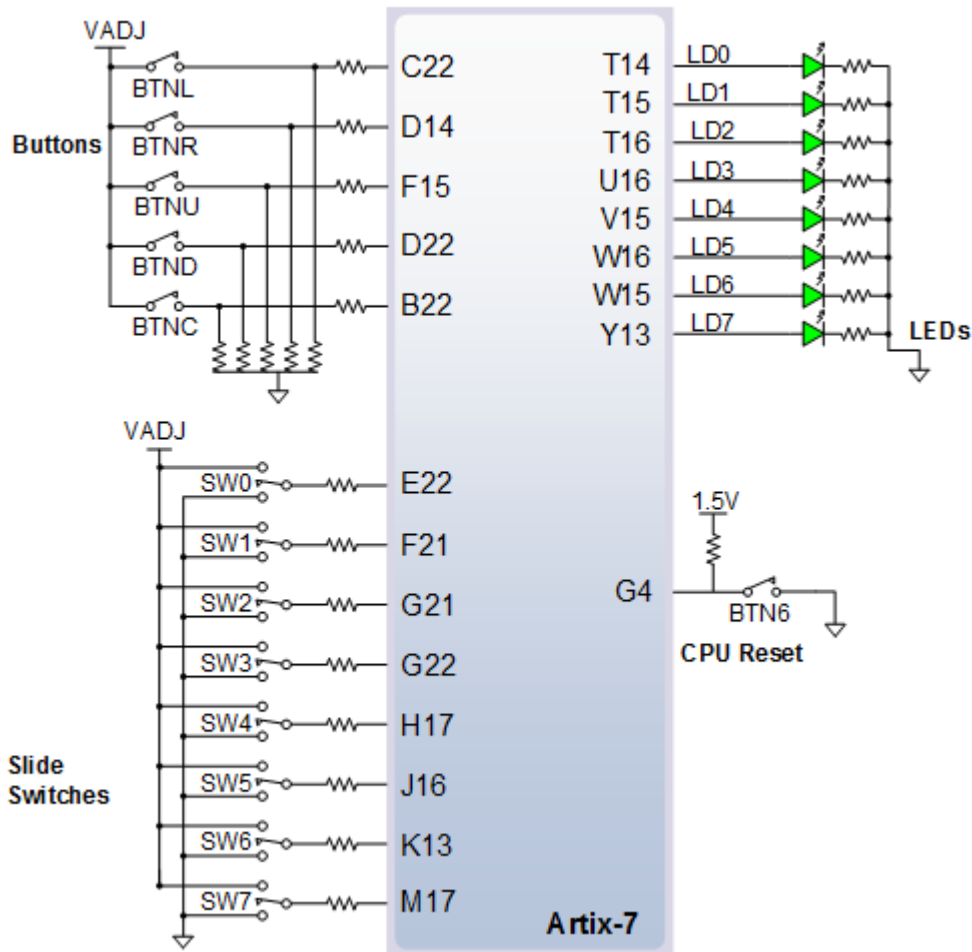 VADJ
BTNL
C22
BTNR
D14
Buttons
BTNU
F15
BTND
D22
BTNC
B22
T14
LD0
T15
LD1
T16
LD2
U16
LD3
V15
LD4
W16
LD5
W15
LD6
Y13
LD7
LEDs
VADJ
SW0
E22
SW1
F21
SW2
G21
SW3
G22
SW4
H17
Slide
Switches
SW5
J16
SW6
K13
SW7
M17
1.5V
G4
BTN6
CPU Reset
Artix-7